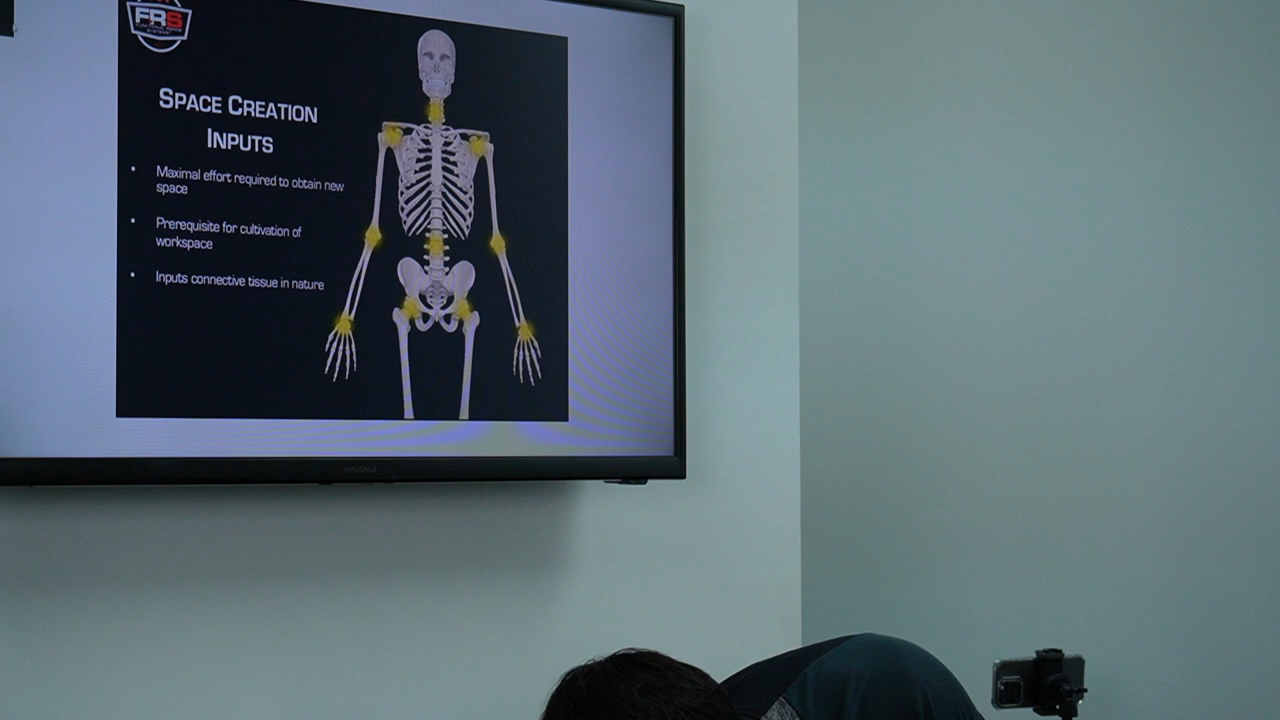 FRS
SPACE CREATION
INPUTS
• Maximal effort required to obtain new
space
• Prerequisite for cultivation of
workspace
• Inputs connective tissue in nature
INSIGNIA